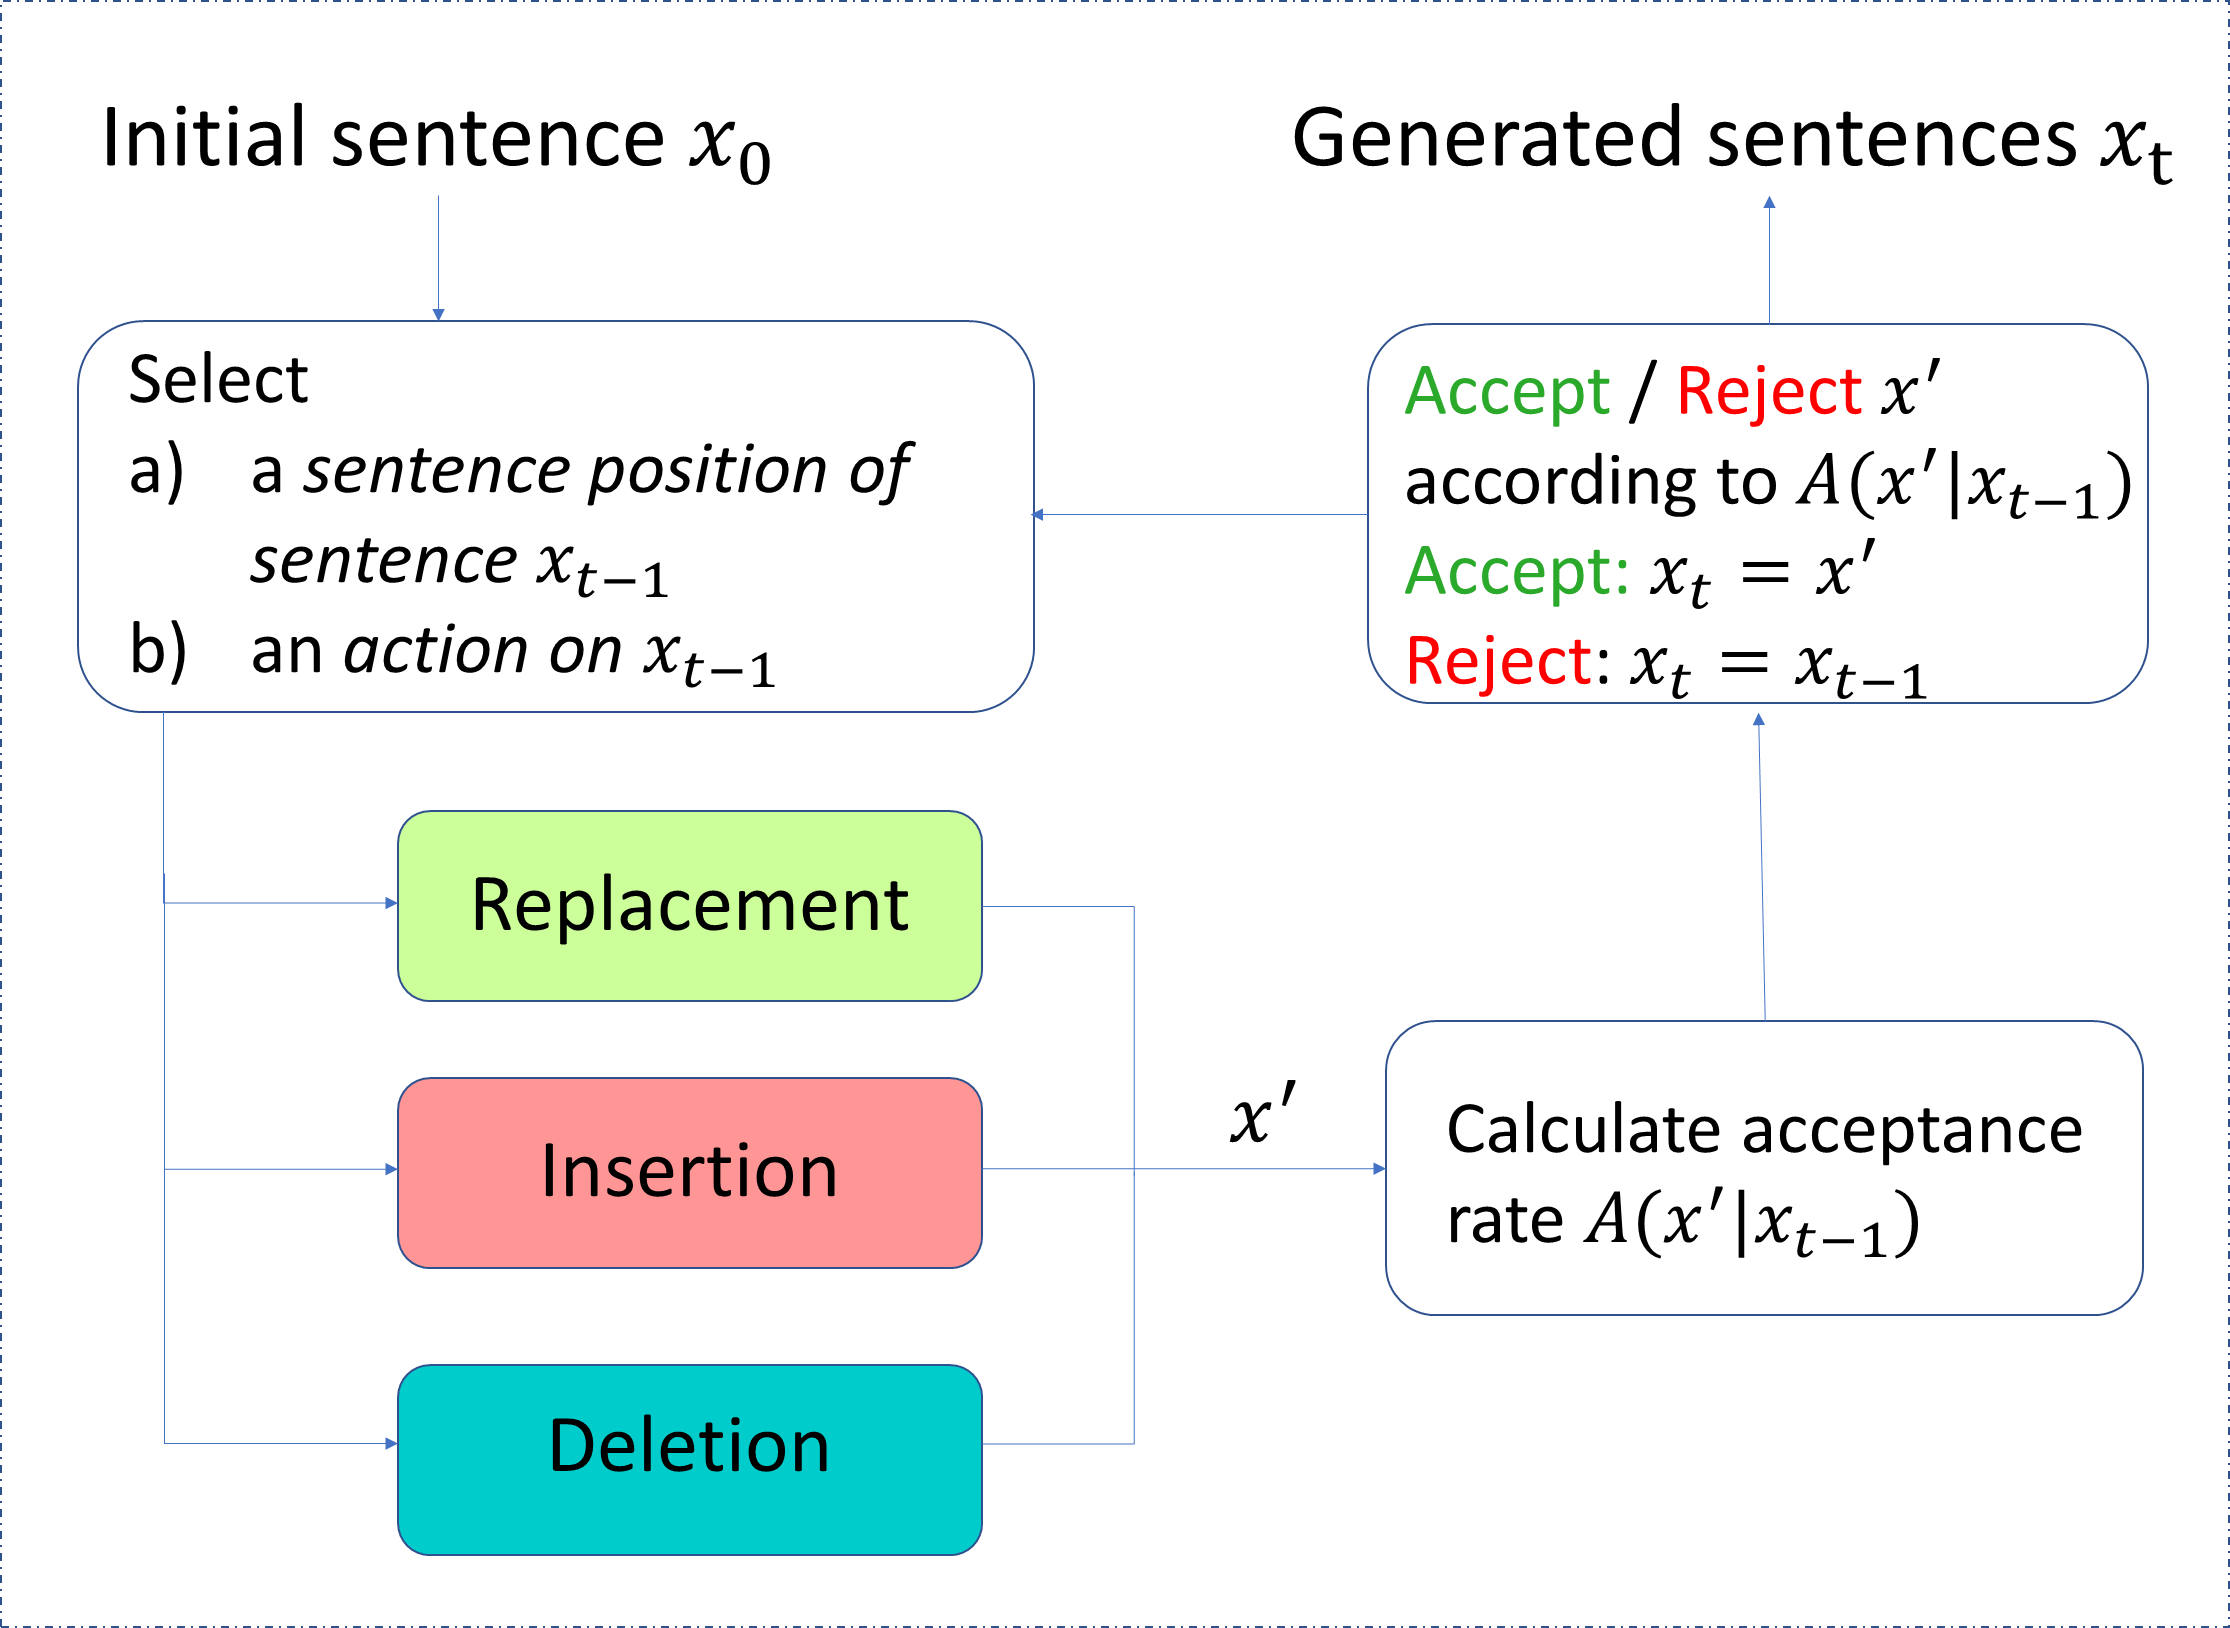 Initial sentence x₀
Generated sentences xₜ
Select
a) a sentence position of
sentence xₜ₋₁
b) an action on xₜ₋₁
Accept / Reject x′
according to A(x′|xₜ₋₁)
Accept: xₜ = x′
Reject: xₜ = xₜ₋₁
Replacement
Insertion
Deletion
x′
Calculate acceptance
rate A(x′|xₜ₋₁)